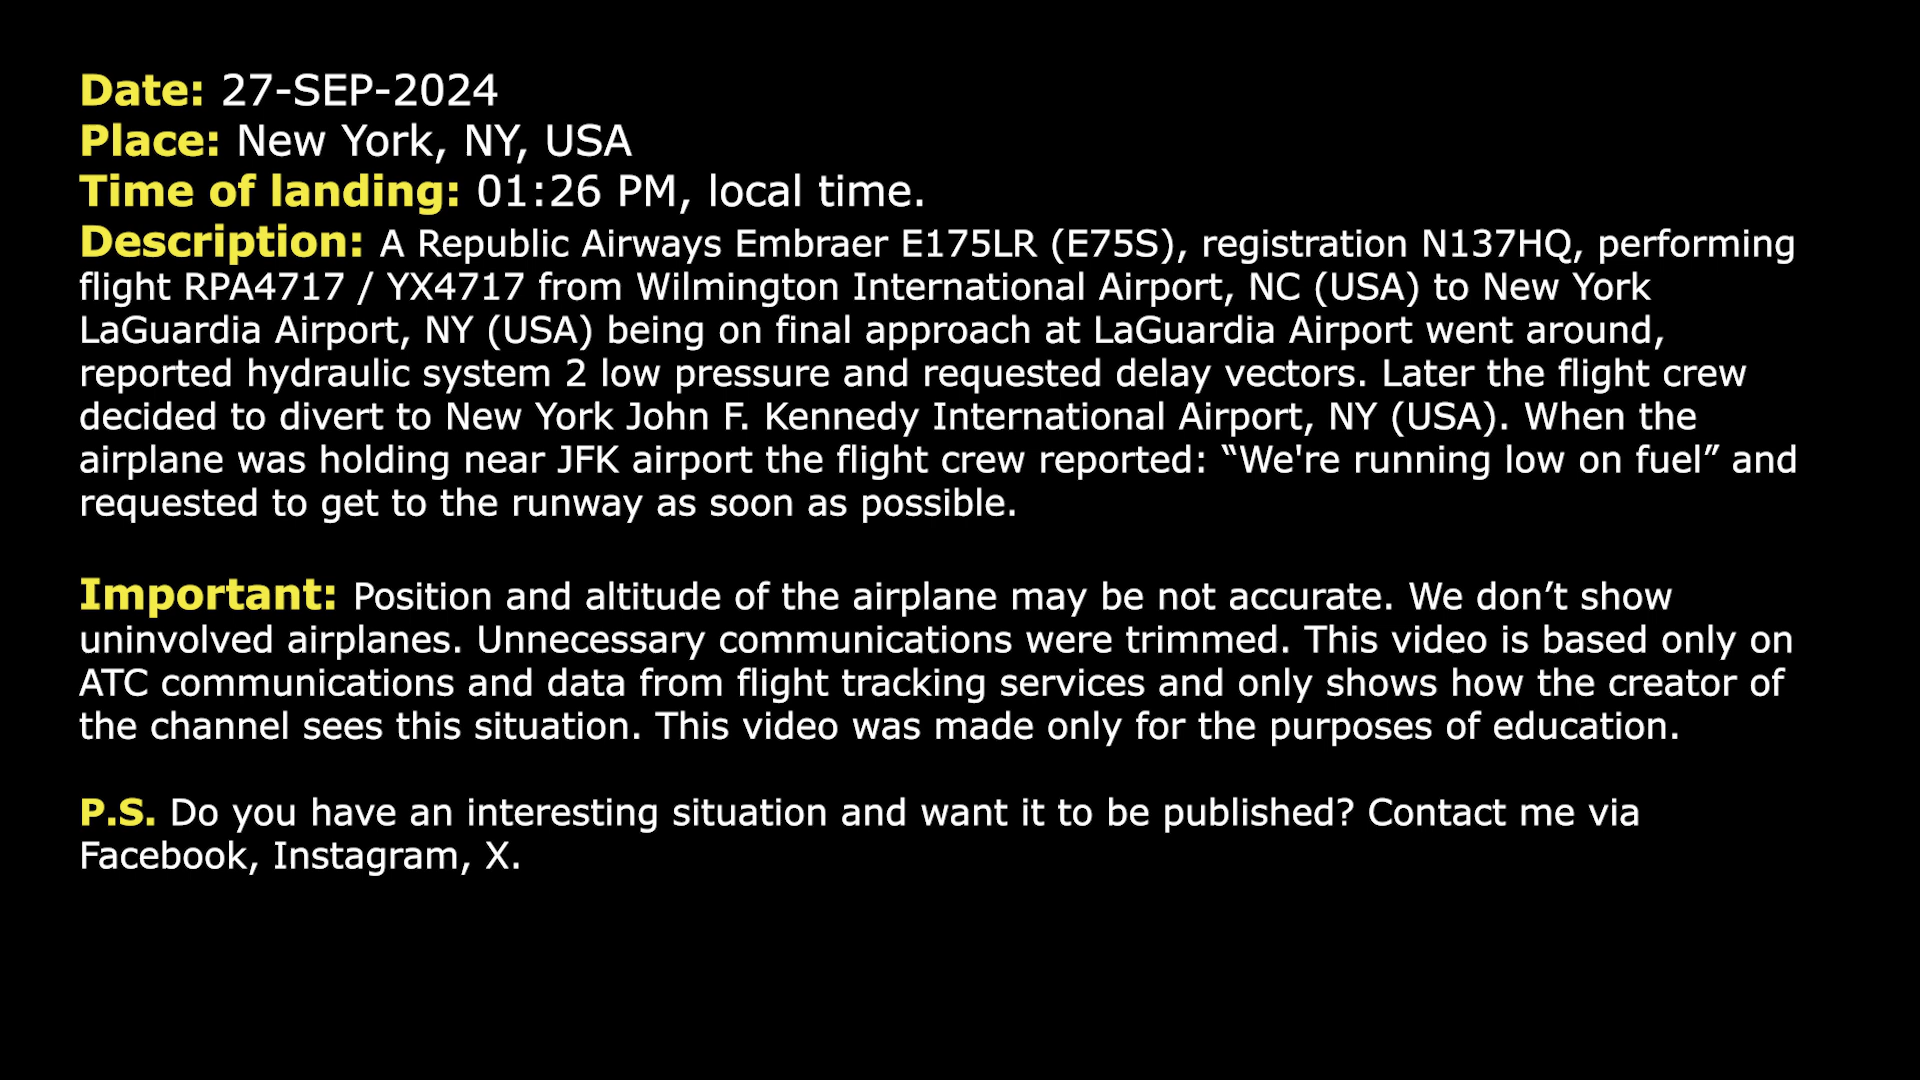 Date: 27-SEP-2024
Place: New York, NY, USA
Time of landing: 01:26 PM, local time.
Description: A Republic Airways Embraer E175LR (E75S), registration N137HQ, performing
flight RPA4717 / YX4717 from Wilmington International Airport, NC (USA) to New York
LaGuardia Airport, NY (USA) being on final approach at LaGuardia Airport went around,
reported hydraulic system 2 low pressure and requested delay vectors. Later the flight crew
decided to divert to New York John F. Kennedy International Airport, NY (USA). When the
airplane was holding near JFK airport the flight crew reported: “We're running low on fuel” and
requested to get to the runway as soon as possible.
Important: Position and altitude of the airplane may be not accurate. We don’t show
uninvolved airplanes. Unnecessary communications were trimmed. This video is based only on
ATC communications and data from flight tracking services and only shows how the creator of
the channel sees this situation. This video was made only for the purposes of education.
P.S. Do you have an interesting situation and want it to be published? Contact me via
Facebook, Instagram, X.